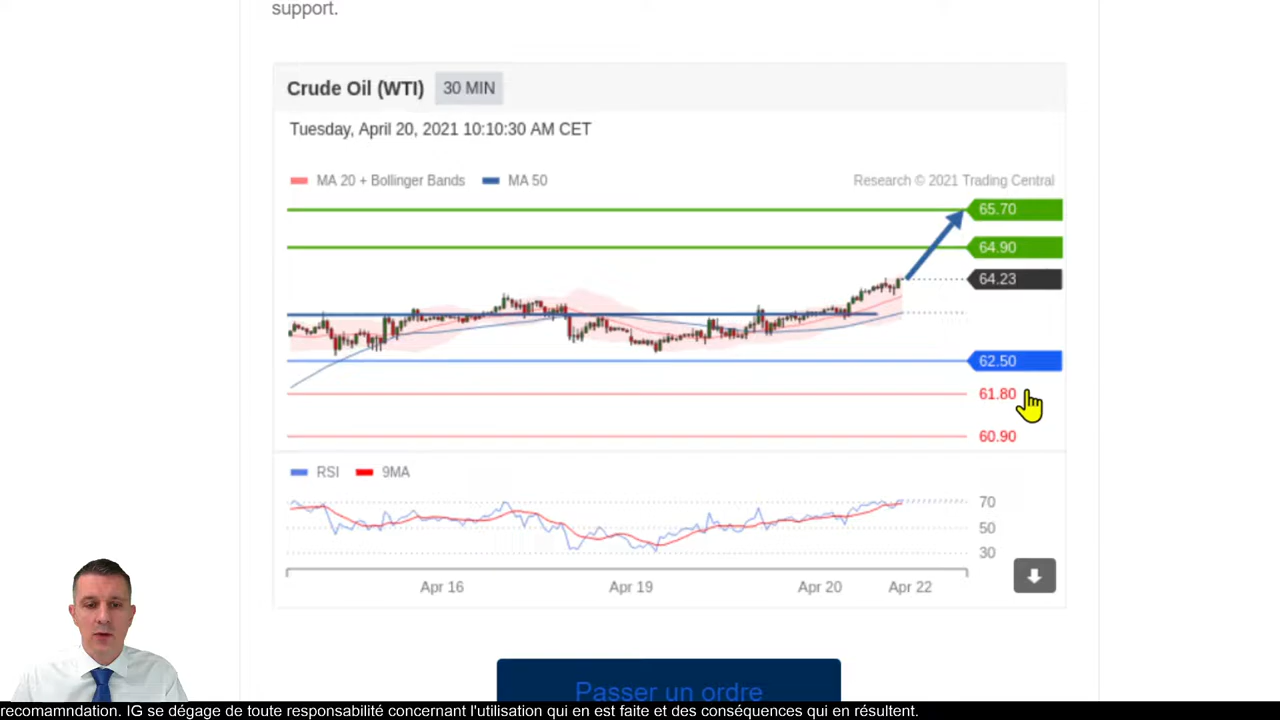 support.
Crude Oil (WTI) 30 MIN
Tuesday, April 20, 2021 10:10:30 AM CET
MA 20 + Bollinger Bands MA 50 Research © 2021 Trading Central
65.70
64.90
64.23
62.50
61.80
60.90
RSI 9MA
70
50
30
Apr 16 Apr 19 Apr 20 Apr 22
Passer un ordre
recomamndation. IG se dégage de toute responsabilité concernant l'utilisation qui en est faite et des conséquences qui en résultent.